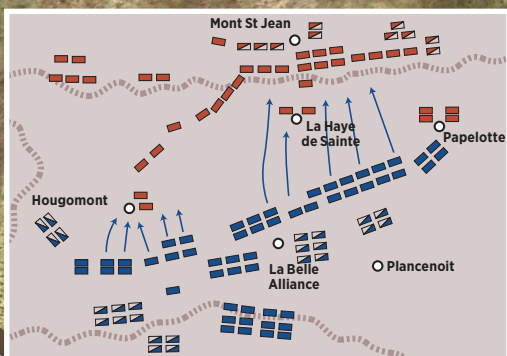 Mont St Jean
La Haye
de Sainte
Papelotte
Hougomont
La Belle
Alliance
Plancenoit